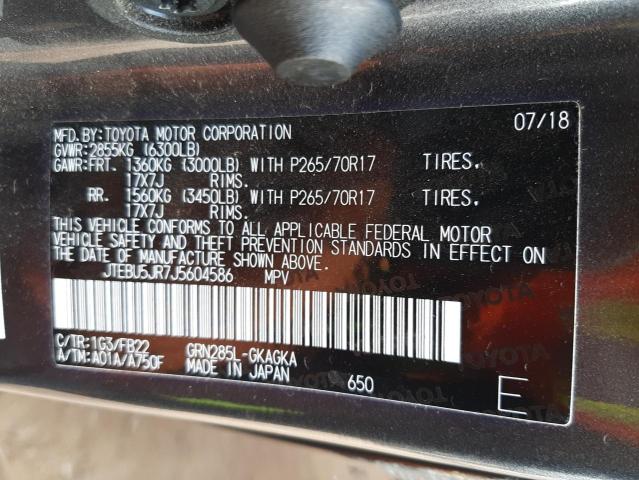 07/18
MFD.BY:TOYOTA MOTOR CORPORATION
GVWR:2855KG (6300LB)
GAWR:FRT. 1360KG (3000LB) WITH P265/70R17 TIRES,
17X7J RIMS.
RR. 1560KG (3450LB) WITH P265/70R17 TIRES,
17X7J RIMS.
THIS VEHICLE CONFORMS TO ALL APPLICABLE FEDERAL MOTOR
VEHICLE SAFETY AND THEFT PREVENTION STANDARDS IN EFFECT ON
THE DATE OF MANUFACTURE SHOWN ABOVE.
JTEBU5JR7J5604586 MPV
C/TR:1G3/FB22 GRN285L-GKAGKA
A/TM:A01A/A750F MADE IN JAPAN 650 E